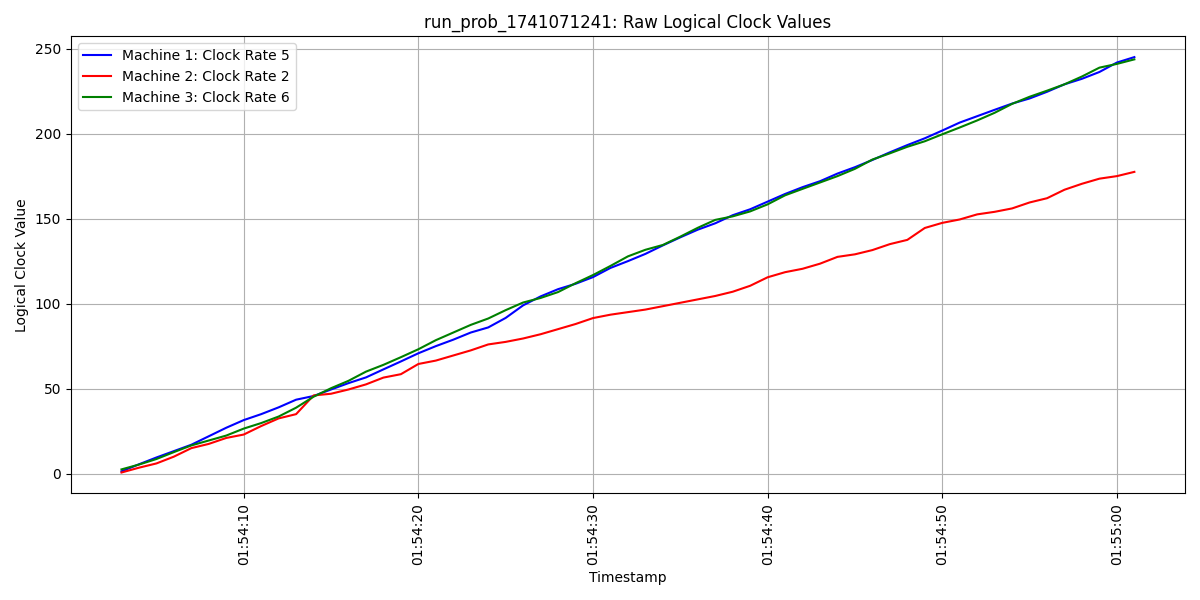 run_prob_1741071241: Raw Logical Clock Values
Machine 1: Clock Rate 5
Machine 2: Clock Rate 2
Machine 3: Clock Rate 6
Logical Clock Value
250
200
150
100
50
0
01:54:10
01:54:20
01:54:30
01:54:40
01:54:50
01:55:00
Timestamp